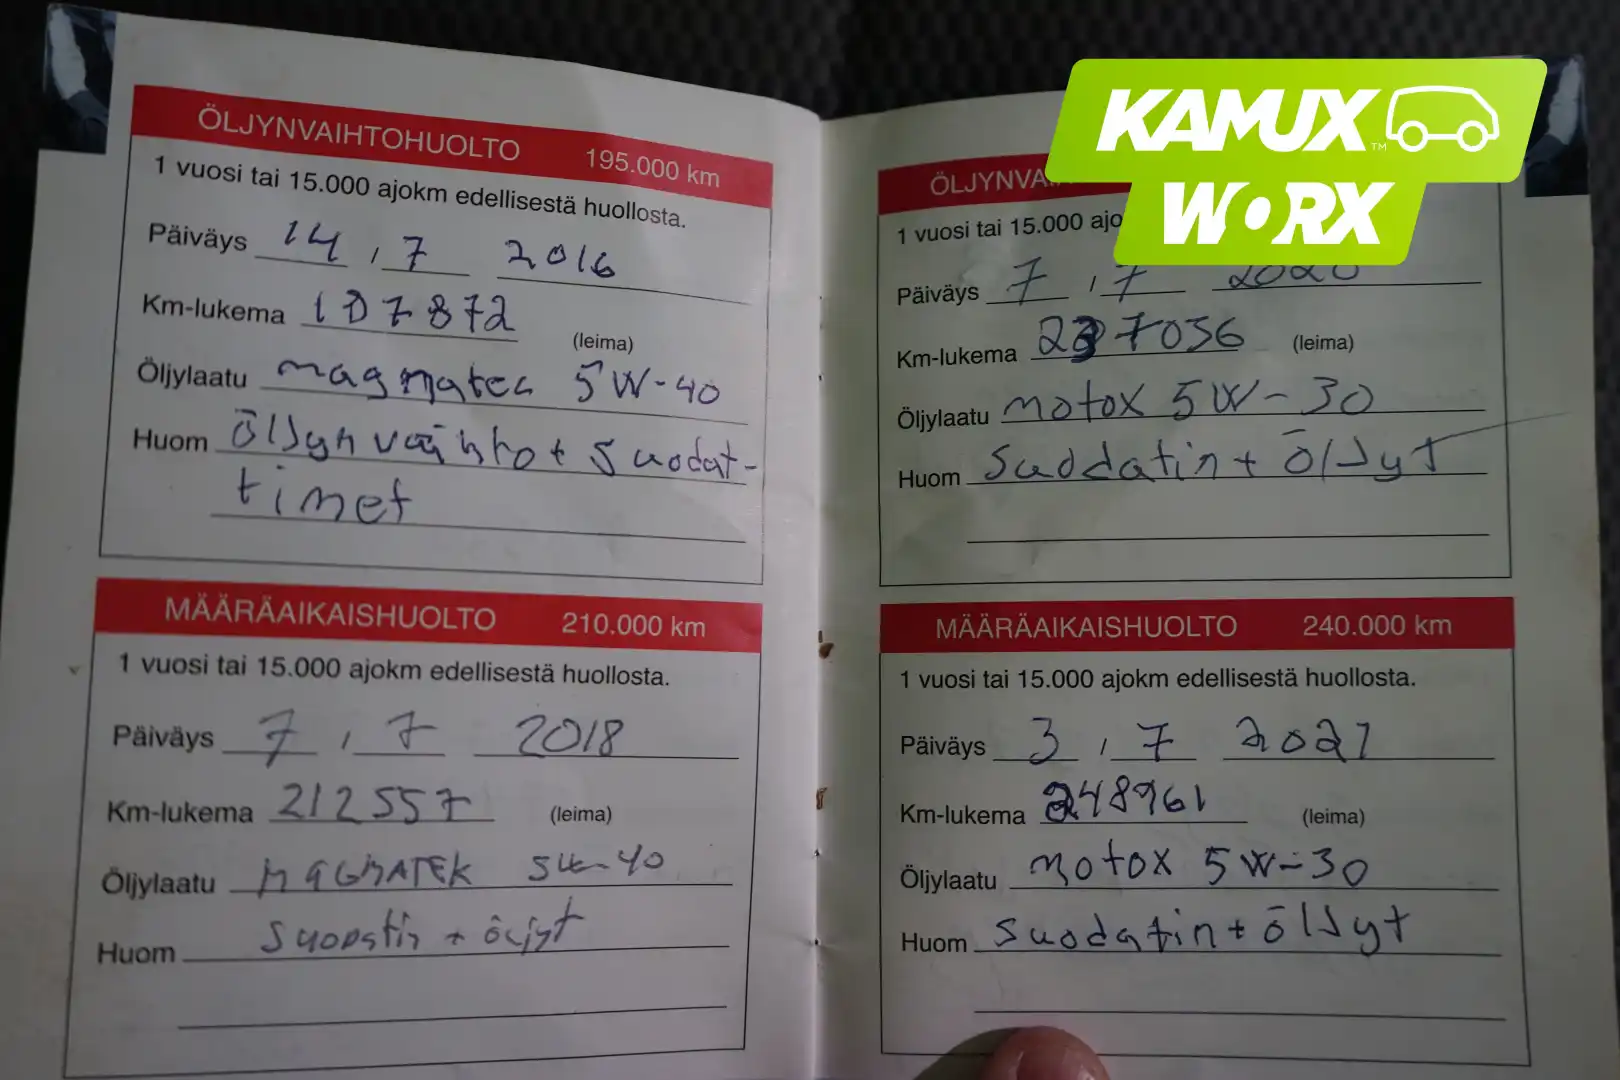 KAMUX
WORX
ÖLJYNVAIHTOHUOLTO 195.000 km
1 vuosi tai 15.000 ajokm edellisestä huollosta.
Päiväys 14 / 7 2016
Km-lukema 187872
(leima)
Öljylaatu magmatec 5W-40
Huom öljyn vaihto + suodat-
timet
MÄÄRÄAIKAISHUOLTO 210.000 km
1 vuosi tai 15.000 ajokm edellisestä huollosta.
Päiväys 7 / 7 2018
Km-lukema 212557 (leima)
Öljylaatu MAGMATEK 5W-40
Huom suodatin + öljyt
ÖLJYNVA
1 vuosi tai 15.000 ajo
Päiväys 7 / 7 2020
Km-lukema 237036 (leima)
Öljylaatu motox 5W-30
Huom suodatin + öljyt
MÄÄRÄAIKAISHUOLTO 240.000 km
1 vuosi tai 15.000 ajokm edellisestä huollosta.
Päiväys 3 / 7 2021
Km-lukema 248961 (leima)
Öljylaatu motox 5W-30
Huom suodatin + öljyt